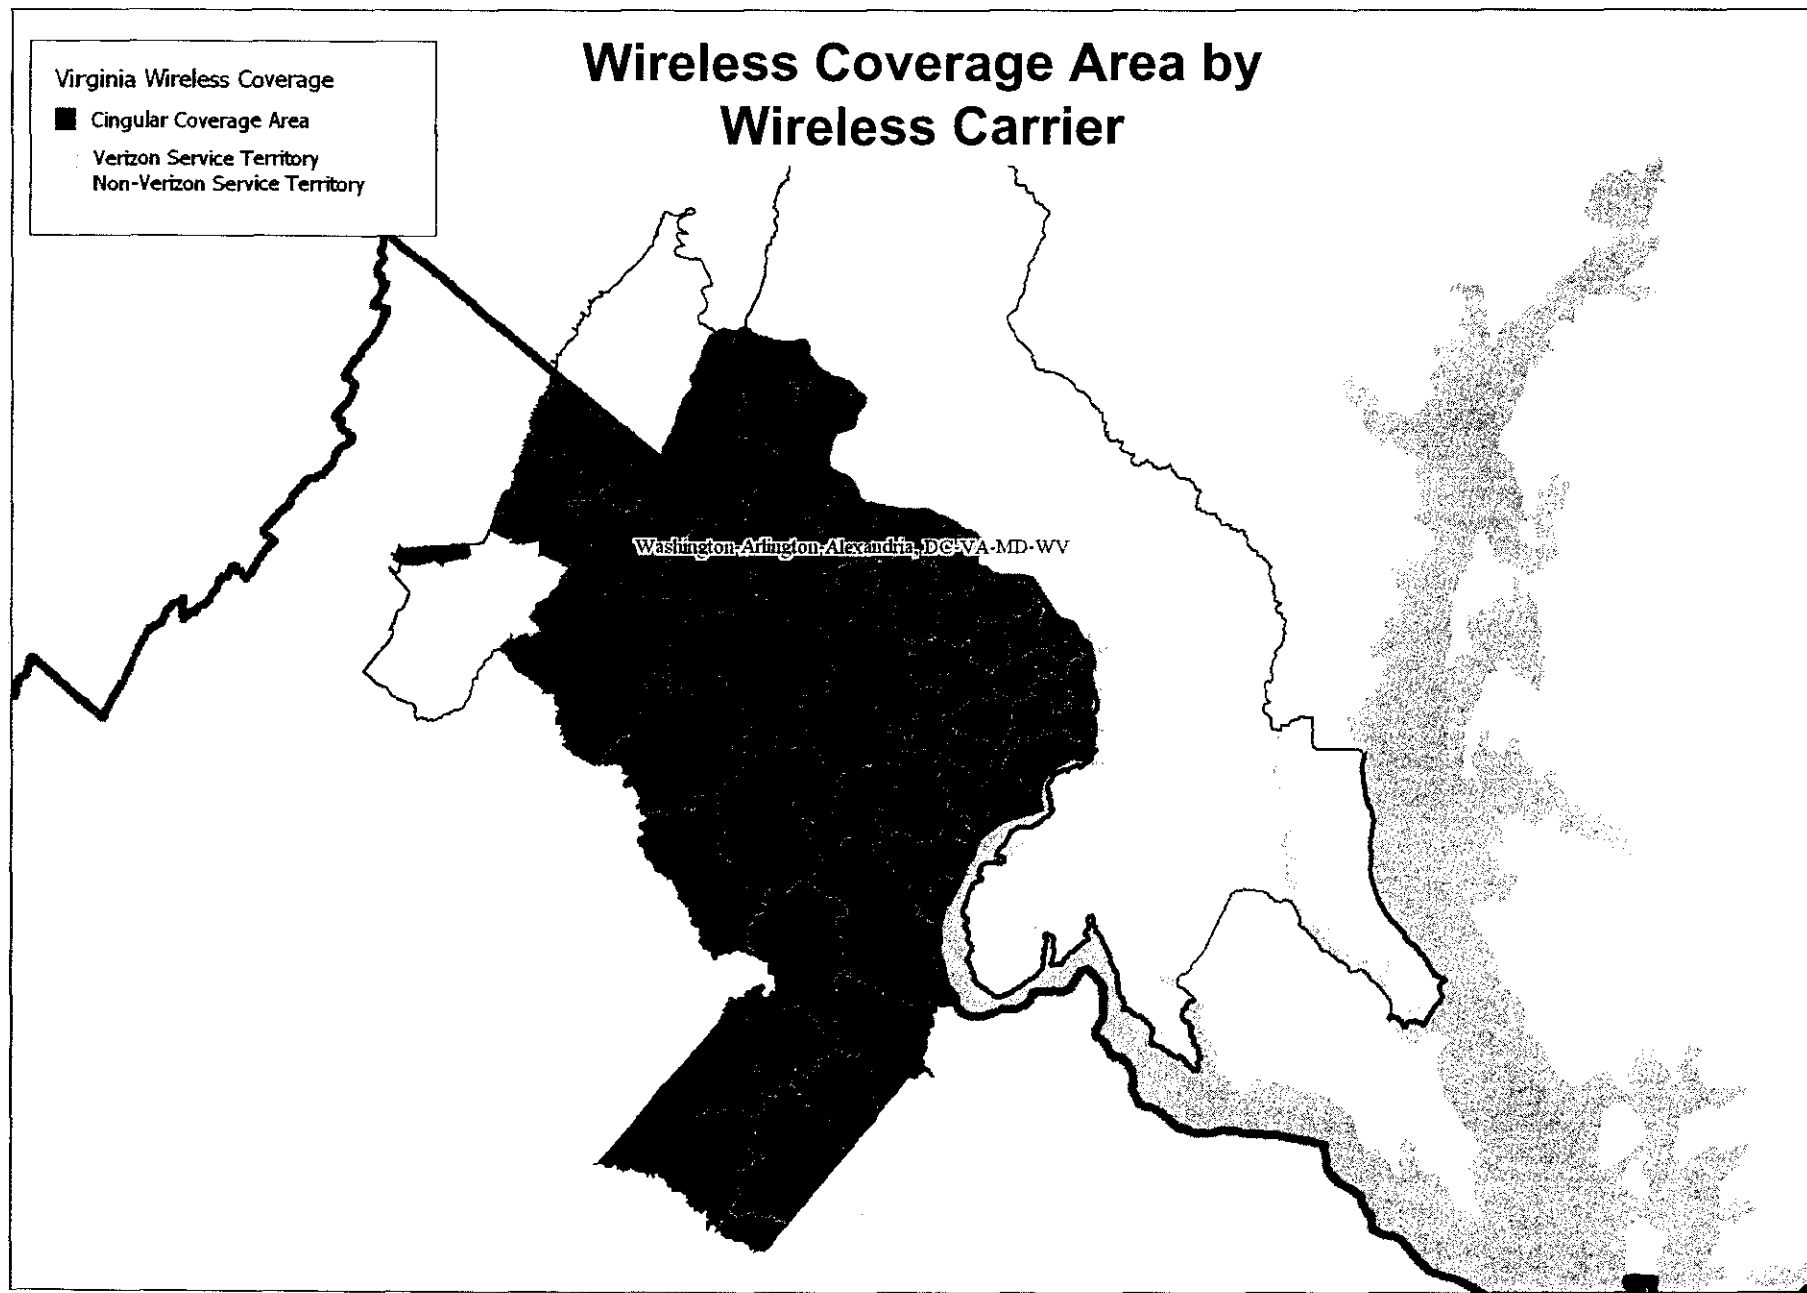 Wireless Coverage Area by
Wireless Carrier
Virginia Wireless Coverage
Cingular Coverage Area
Verizon Service Territory
Non-Verizon Service Territory
Washington-Arlington-Alexandria, DC-VA-MD-WV